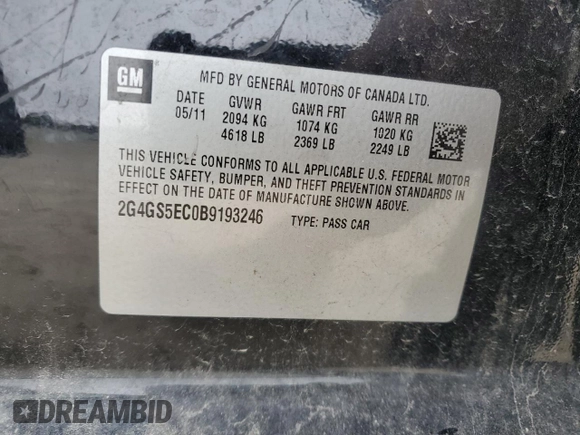 GM
MFD BY GENERAL MOTORS OF CANADA LTD.
DATE GVWR GAWR FRT GAWR RR
05/11 2094 KG 1074 KG 1020 KG
4618 LB 2369 LB 2249 LB
THIS VEHICLE CONFORMS TO ALL APPLICABLE U.S. FEDERAL MOTOR
VEHICLE SAFETY, BUMPER, AND THEFT PREVENTION STANDARDS IN
EFFECT ON THE DATE OF MANUFACTURE SHOWN ABOVE.
2G4GS5EC0B9193246 TYPE: PASS CAR
DREAMBID